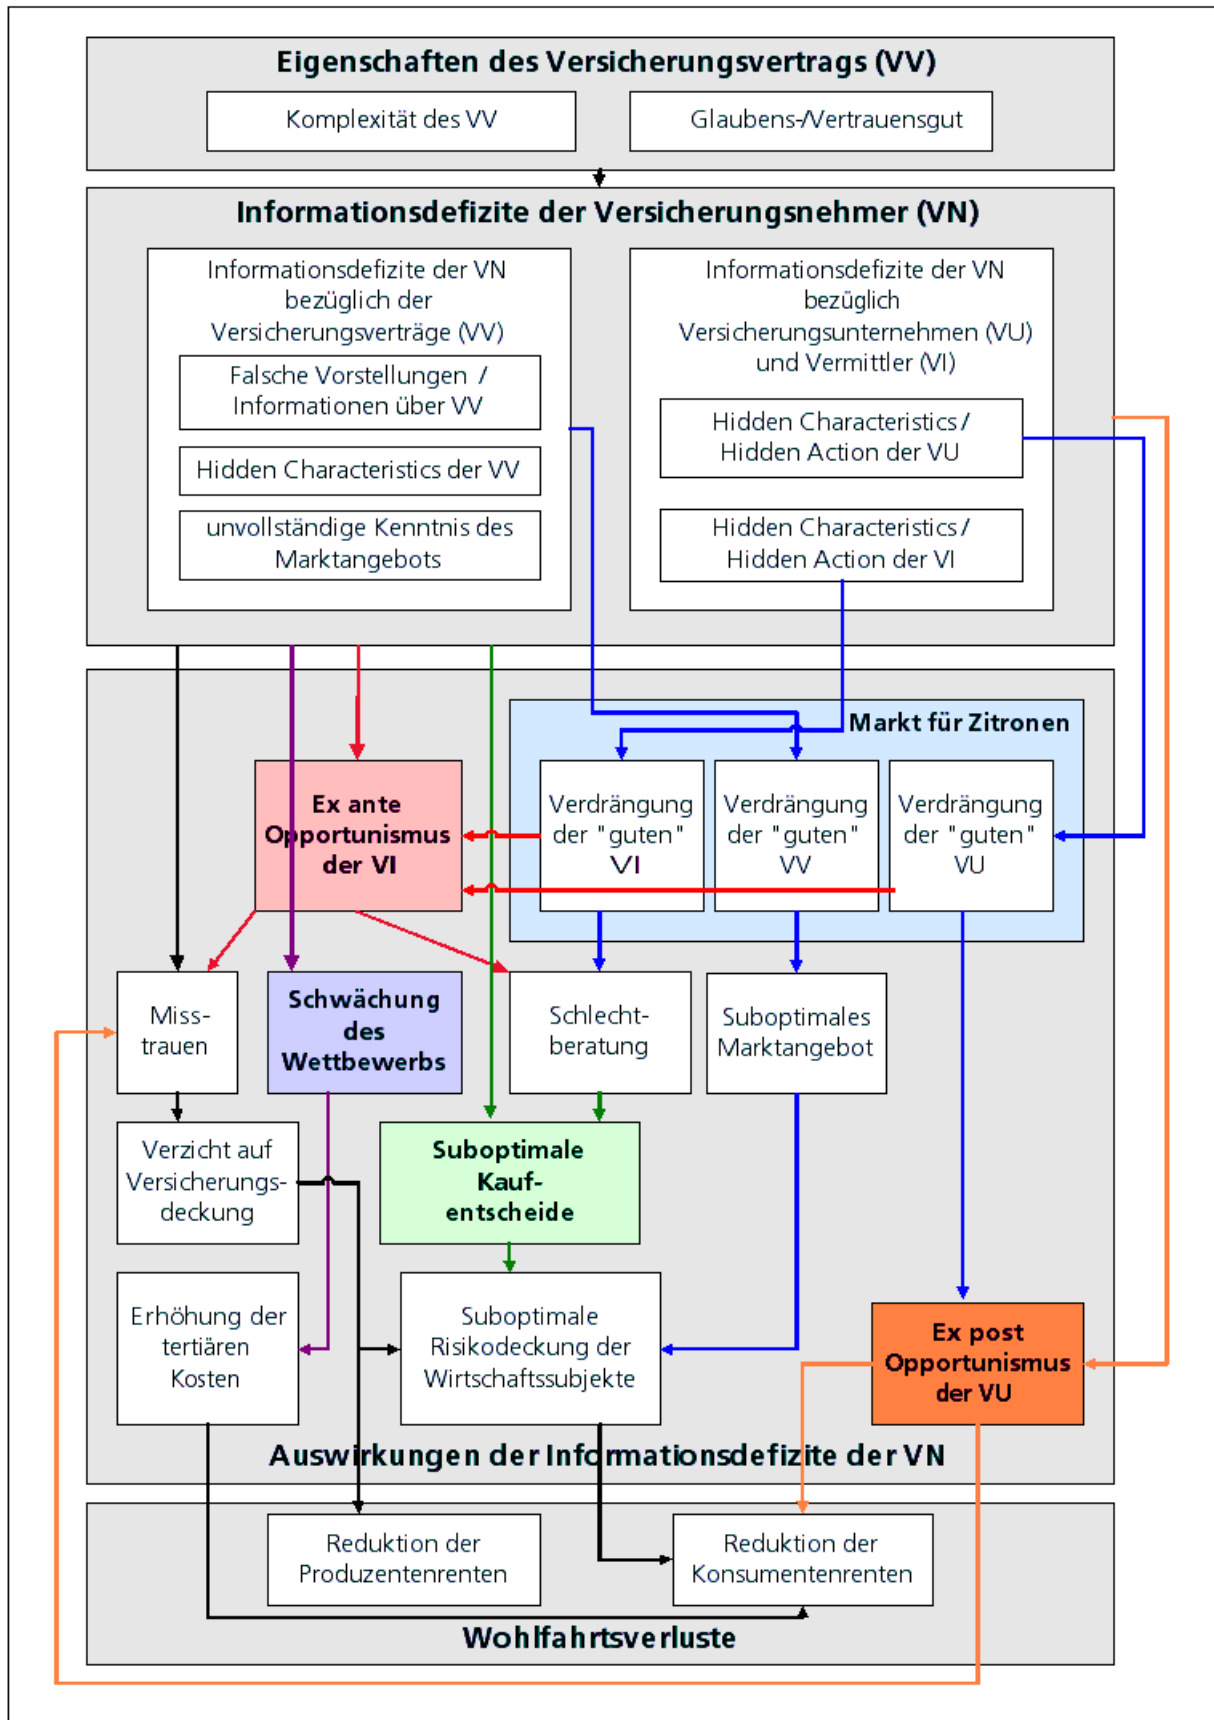 Eigenschaften des Versicherungsvertrags (VV)
Komplexität des VV
Glaubens-/Vertrauensgut
Informationsdefizite der Versicherungsnehmer (VN)
Informationsdefizite der VN
bezüglich der
Versicherungsverträge (VV)
Falsche Vorstellungen /
Informationen über VV
Hidden Characteristics der VV
unvollständige Kenntnis des
Marktangebots
Informationsdefizite der VN
bezüglich
Versicherungsunternehmen (VU)
und Vermittler (VI)
Hidden Characteristics /
Hidden Action der VU
Hidden Characteristics /
Hidden Action der VI
Markt für Zitronen
Ex ante
Opportunismus
der VI
Verdrängung
der "guten"
VI
Verdrängung
der "guten"
VV
Verdrängung
der "guten"
VU
Miss-
trauen
Schwächung
des
Wettbewerbs
Schlecht-
beratung
Suboptimales
Marktangebot
Verzicht auf
Versicherungs-
deckung
Suboptimale
Kauf-
entscheide
Erhöhung der
tertiären
Kosten
Suboptimale
Risikodeckung der
Wirtschaftssubjekte
Ex post
Opportunismus
der VU
Auswirkungen der Informationsdefizite der VN
Reduktion der
Produzentenrenten
Reduktion der
Konsumentenrenten
Wohlfahrtsverluste